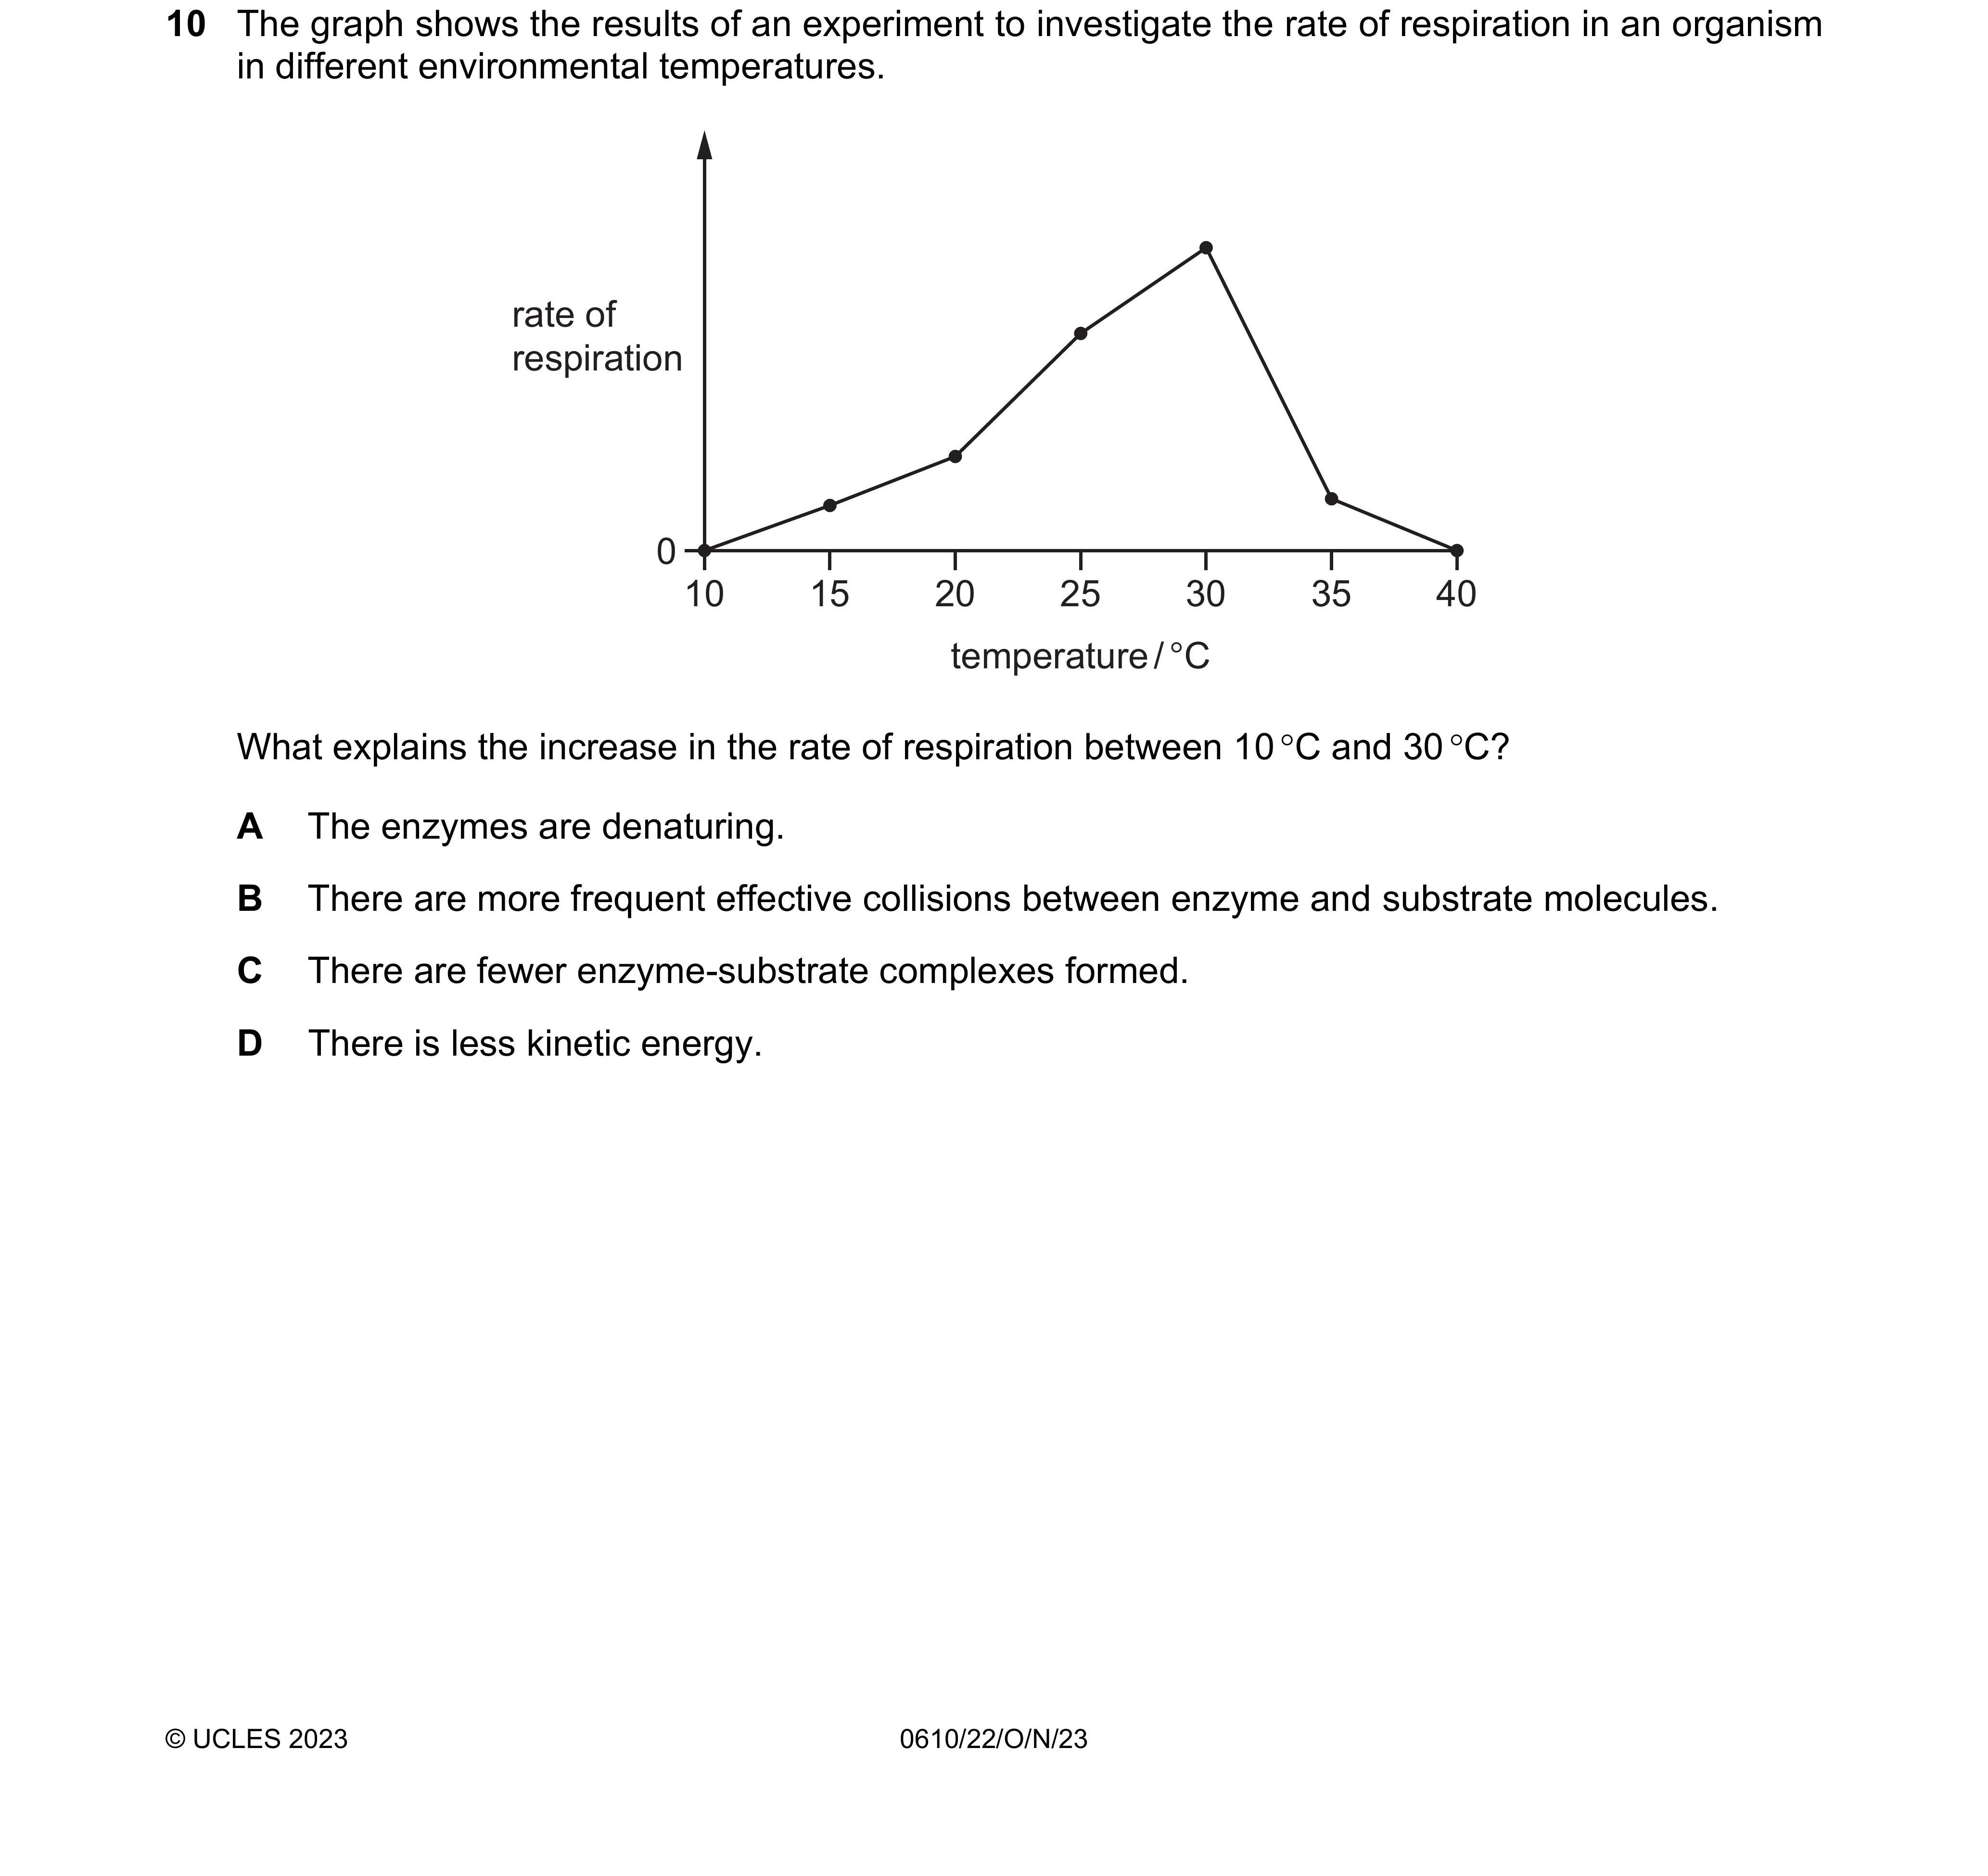 10 The graph shows the results of an experiment to investigate the rate of respiration in an organism
in different environmental temperatures.
rate of
respiration
0
10 15 20 25 30 35 40
temperature / °C
What explains the increase in the rate of respiration between 10 °C and 30 °C?
A The enzymes are denaturing.
B There are more frequent effective collisions between enzyme and substrate molecules.
C There are fewer enzyme-substrate complexes formed.
D There is less kinetic energy.
© UCLES 2023 0610/22/O/N/23